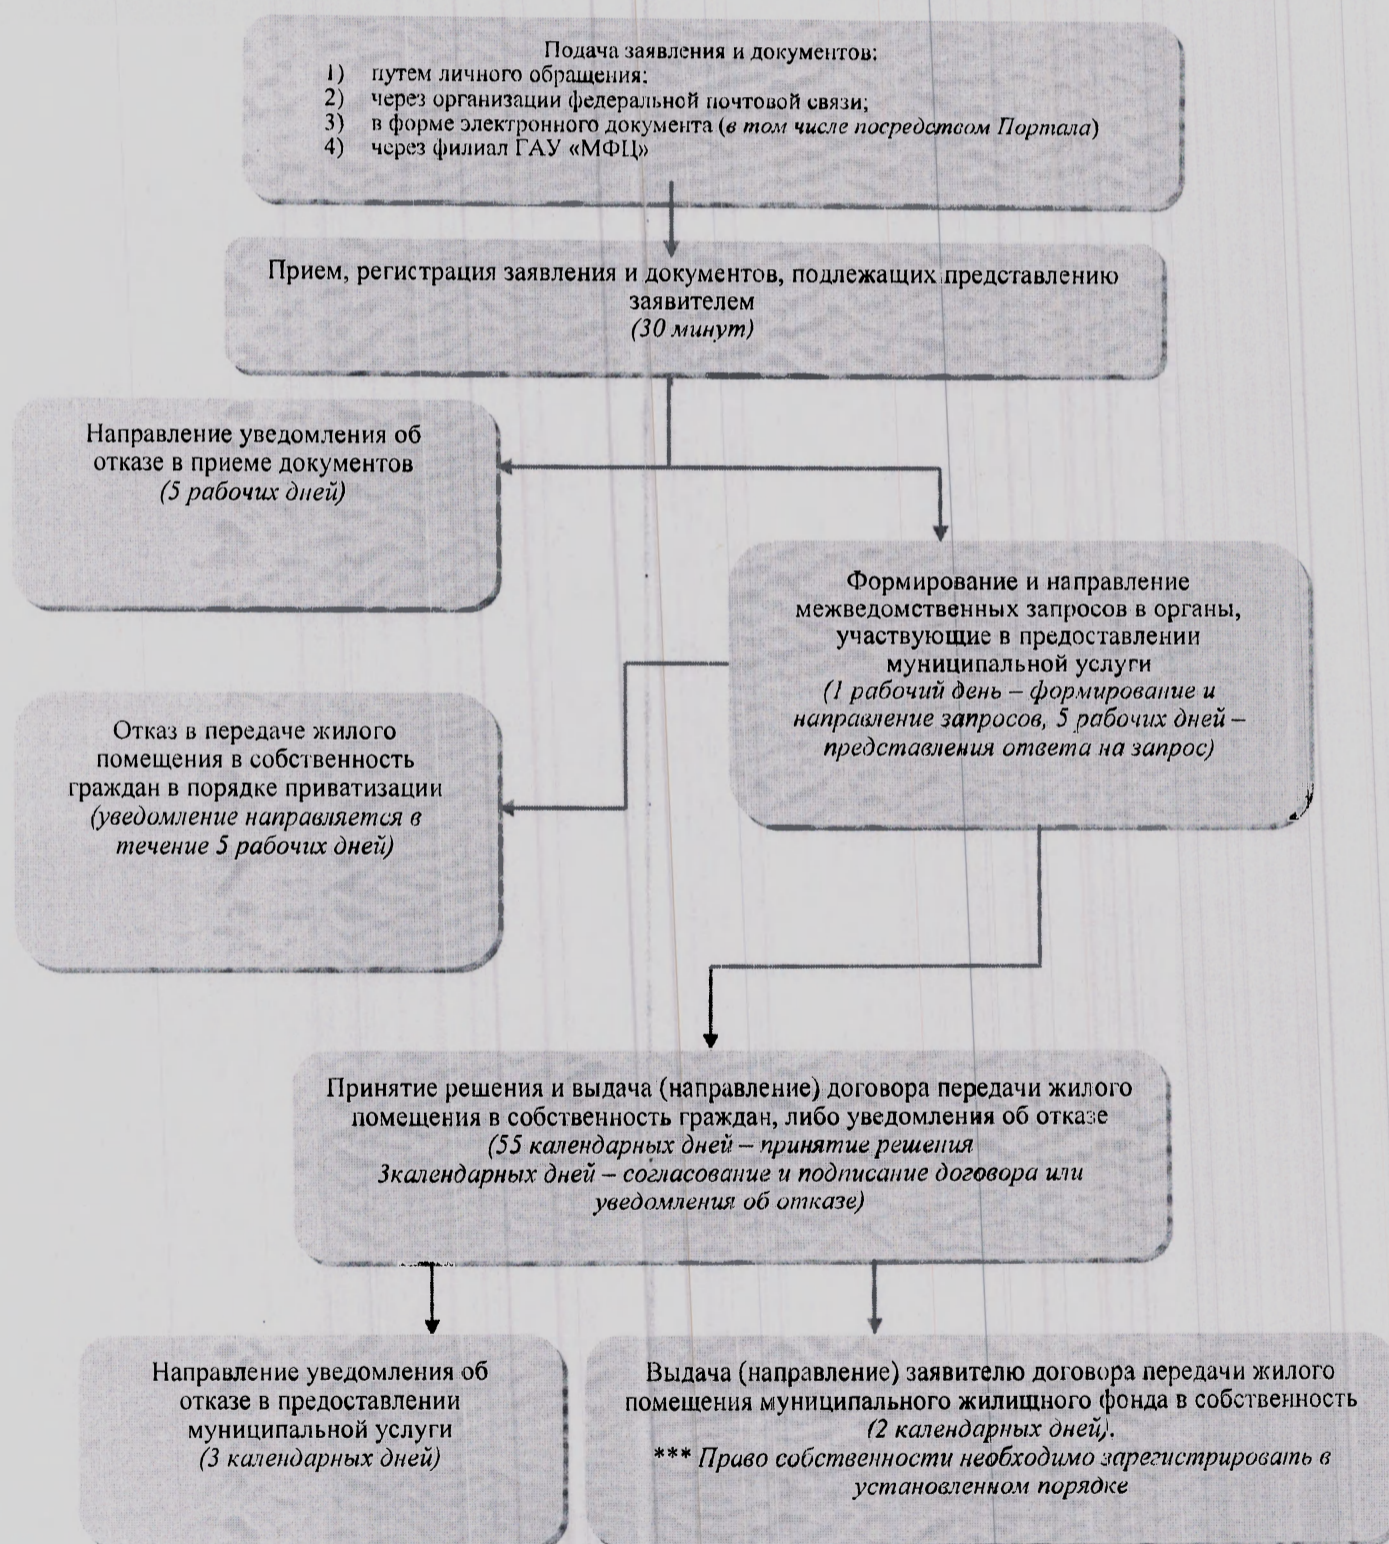 Подача заявления и документов:
1) путем личного обращения;
2) через организации федеральной почтовой связи;
3) в форме электронного документа (в том числе посредством Портала)
4) через филиал ГАУ «МФЦ»
Прием, регистрация заявления и документов, подлежащих представлению
заявителем
(30 минут)
Направление уведомления об
отказе в приеме документов
(5 рабочих дней)
Формирование и направление
межведомственных запросов в органы,
участвующие в предоставлении
муниципальной услуги
(1 рабочий день – формирование и
направление запросов, 5 рабочих дней –
представления ответа на запрос)
Отказ в передаче жилого
помещения в собственность
граждан в порядке приватизации
(уведомление направляется в
течение 5 рабочих дней)
Принятие решения и выдача (направление) договора передачи жилого
помещения в собственность граждан, либо уведомления об отказе
(55 календарных дней – принятие решения
3календарных дней – согласование и подписание договора или
уведомления об отказе)
Направление уведомления об
отказе в предоставлении
муниципальной услуги
(3 календарных дней)
Выдача (направление) заявителю договора передачи жилого
помещения муниципального жилищного фонда в собственность
(2 календарных дней).
*** Право собственности необходимо зарегистрировать в
установленном порядке